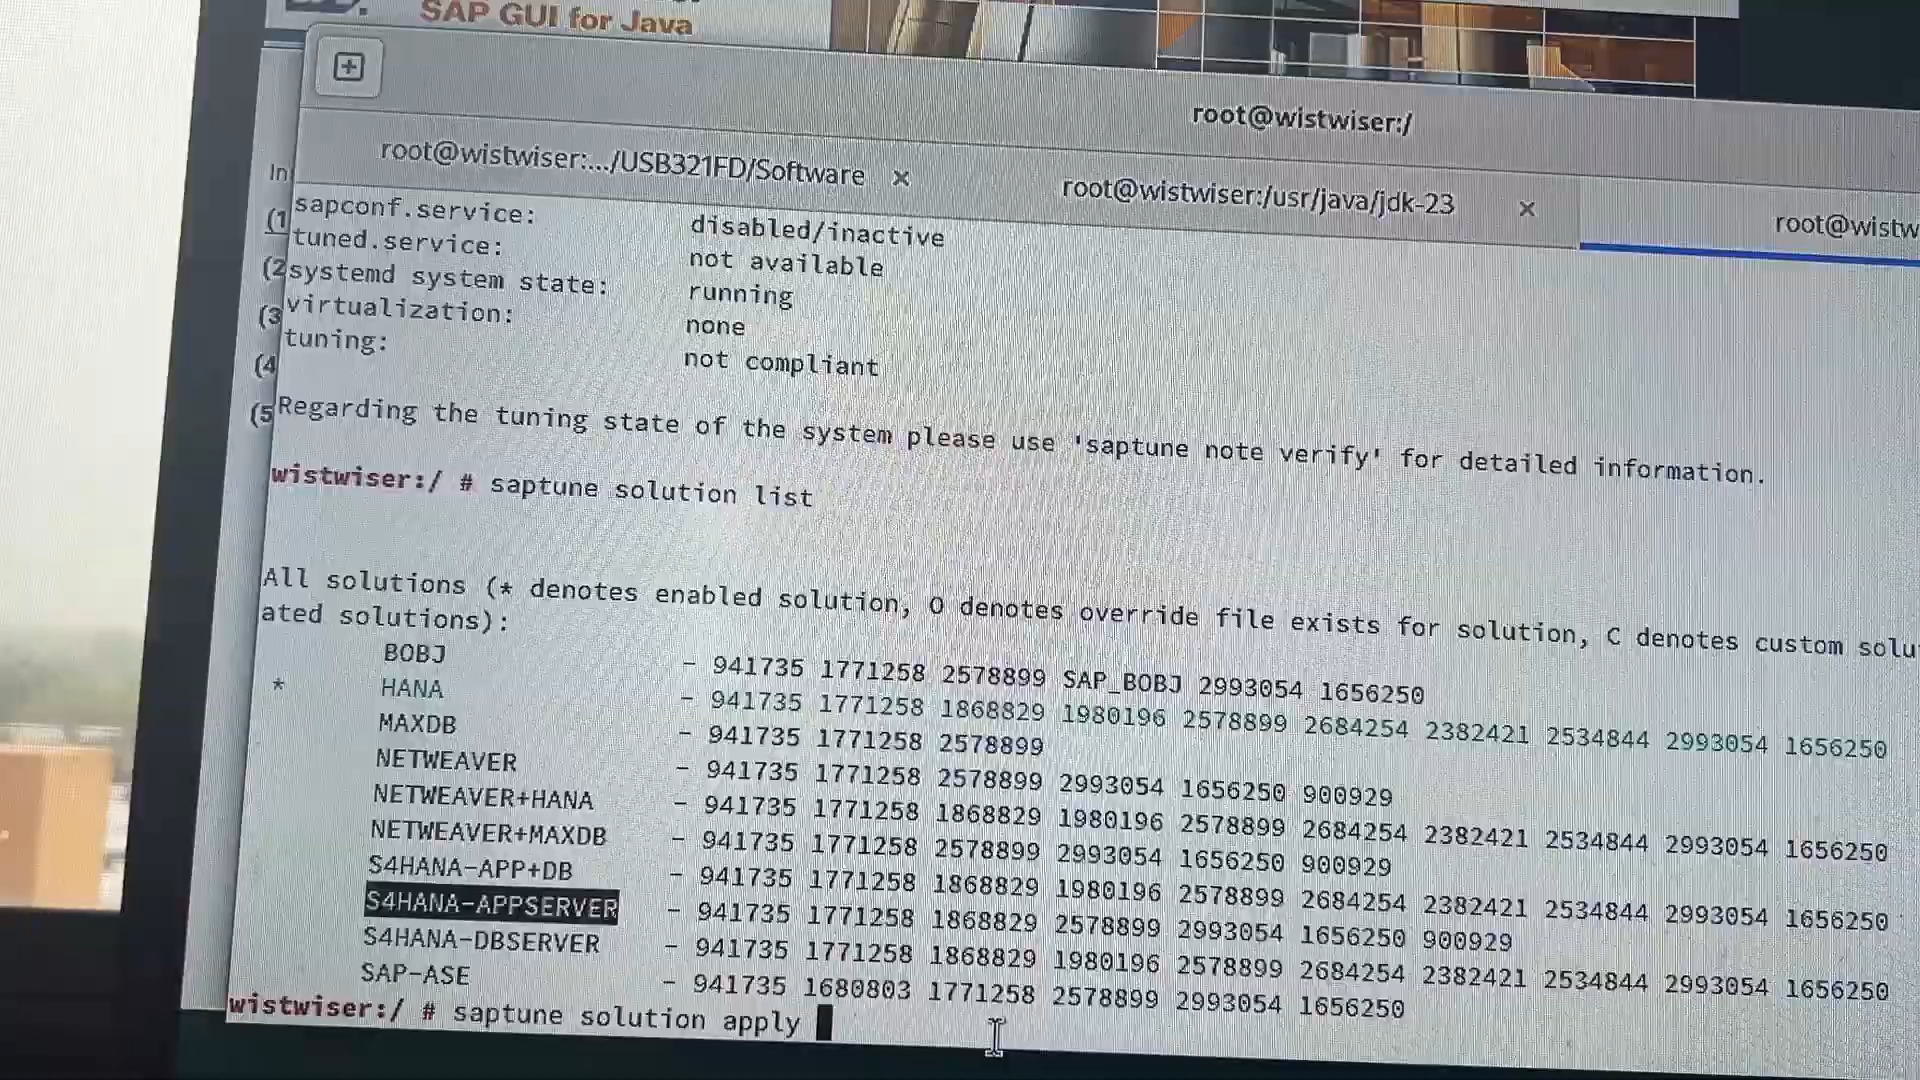 SAP GUI for Java
root@wistwiser:/
root@wistwiser:.../USB321FD/Software
root@wistwiser:/usr/java/jdk-23
root@wistw
In
(1
(2
(3
(4
(5
sapconf.service: disabled/inactive
tuned.service: not available
systemd system state: running
virtualization: none
tuning: not compliant
Regarding the tuning state of the system please use 'saptune note verify' for detailed information.
wistwiser:/ # saptune solution list
All solutions (* denotes enabled solution, O denotes override file exists for solution, C denotes custom solu
ated solutions):
BOBJ - 941735 1771258 2578899 SAP_BOBJ 2993054 1656250
* HANA - 941735 1771258 1868829 1980196 2578899 2684254 2382421 2534844 2993054 1656250
MAXDB - 941735 1771258 2578899
NETWEAVER - 941735 1771258 2578899 2993054 1656250 900929
NETWEAVER+HANA - 941735 1771258 1868829 1980196 2578899 2684254 2382421 2534844 2993054 1656250
NETWEAVER+MAXDB - 941735 1771258 2578899 2993054 1656250 900929
S4HANA-APP+DB - 941735 1771258 1868829 1980196 2578899 2684254 2382421 2534844 2993054 1656250
S4HANA-APPSERVER - 941735 1771258 1868829 2578899 2993054 1656250 900929
S4HANA-DBSERVER - 941735 1771258 1868829 1980196 2578899 2684254 2382421 2534844 2993054 1656250
SAP-ASE - 941735 1680803 1771258 2578899 2993054 1656250
wistwiser:/ # saptune solution apply